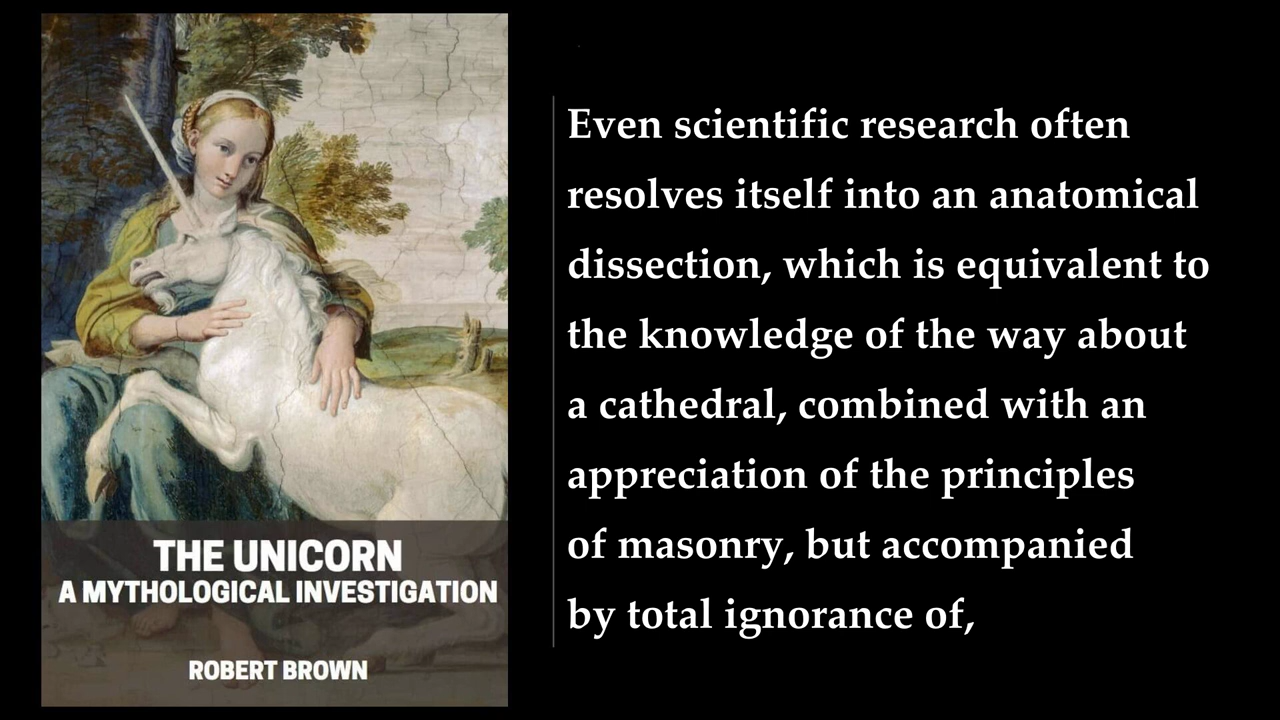 THE UNICORN
A MYTHOLOGICAL INVESTIGATION
ROBERT BROWN
Even scientific research often
resolves itself into an anatomical
dissection, which is equivalent to
the knowledge of the way about
a cathedral, combined with an
appreciation of the principles
of masonry, but accompanied
by total ignorance of,